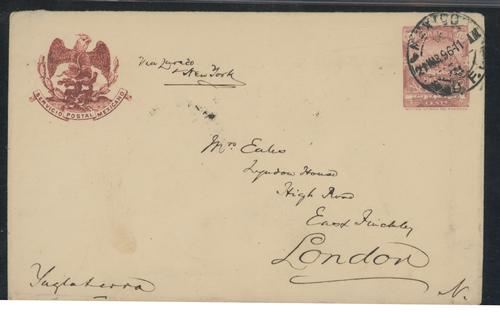 SERVICIO POSTAL MEXICANO
Via Laredo
& New York
MEXICO
Mrs Eales
Lyndon House
High Road
East Finchley
London
N.
Inglaterra